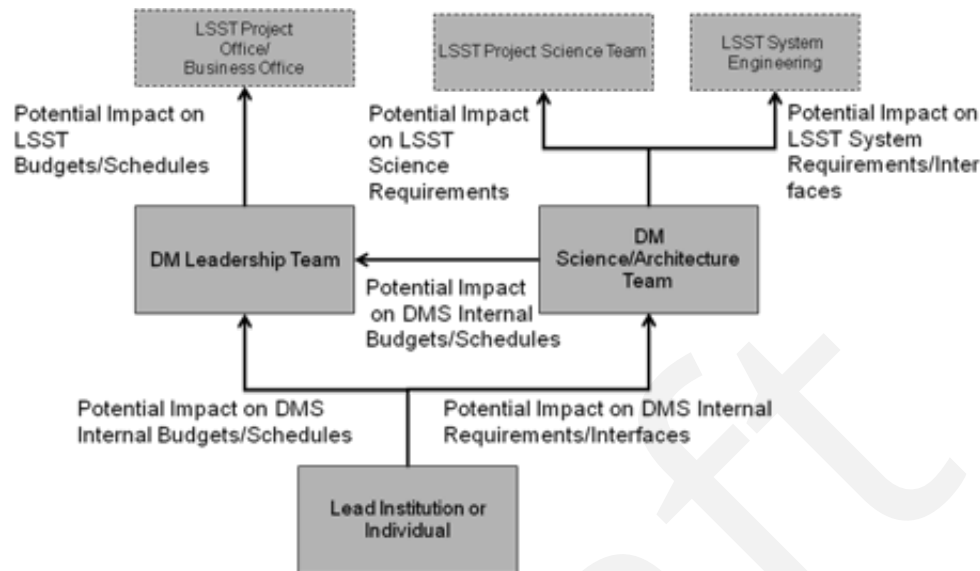 LSST Project
Office/
Business Office
LSST Project Science Team
LSST System
Engineering
Potential Impact on
LSST
Budgets/Schedules
Potential Impact
on LSST
Science
Requirements
Potential Impact on
LSST System
Requirements/Inter
faces
DM Leadership Team
DM
Science/Architecture
Team
Potential Impact
on DMS Internal
Budgets/Schedules
Potential Impact on DMS
Internal Budgets/Schedules
Potential Impact on DMS Internal
Requirements/Interfaces
Lead Institution or
Individual
ft